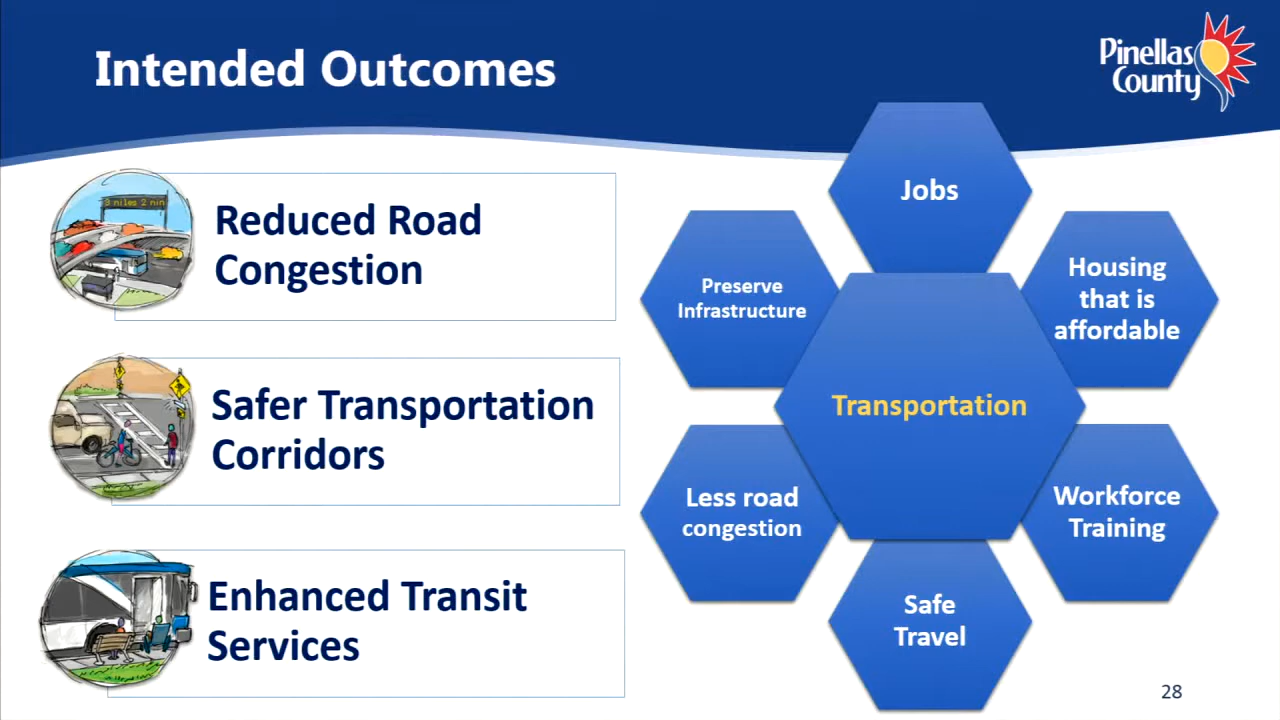 Intended Outcomes
Pinellas
County
Reduced Road
Congestion
Safer Transportation
Corridors
Enhanced Transit
Services
Jobs
Preserve
Infrastructure
Housing
that is
affordable
Transportation
Less road
congestion
Workforce
Training
Safe
Travel
28